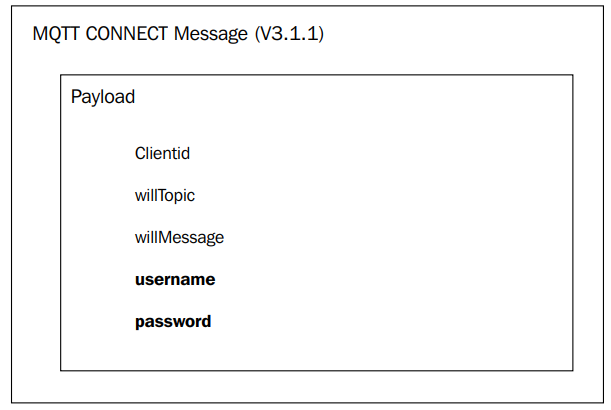 MQTT CONNECT Message (V3.1.1)
Payload
Clientid
willTopic
willMessage
username
password